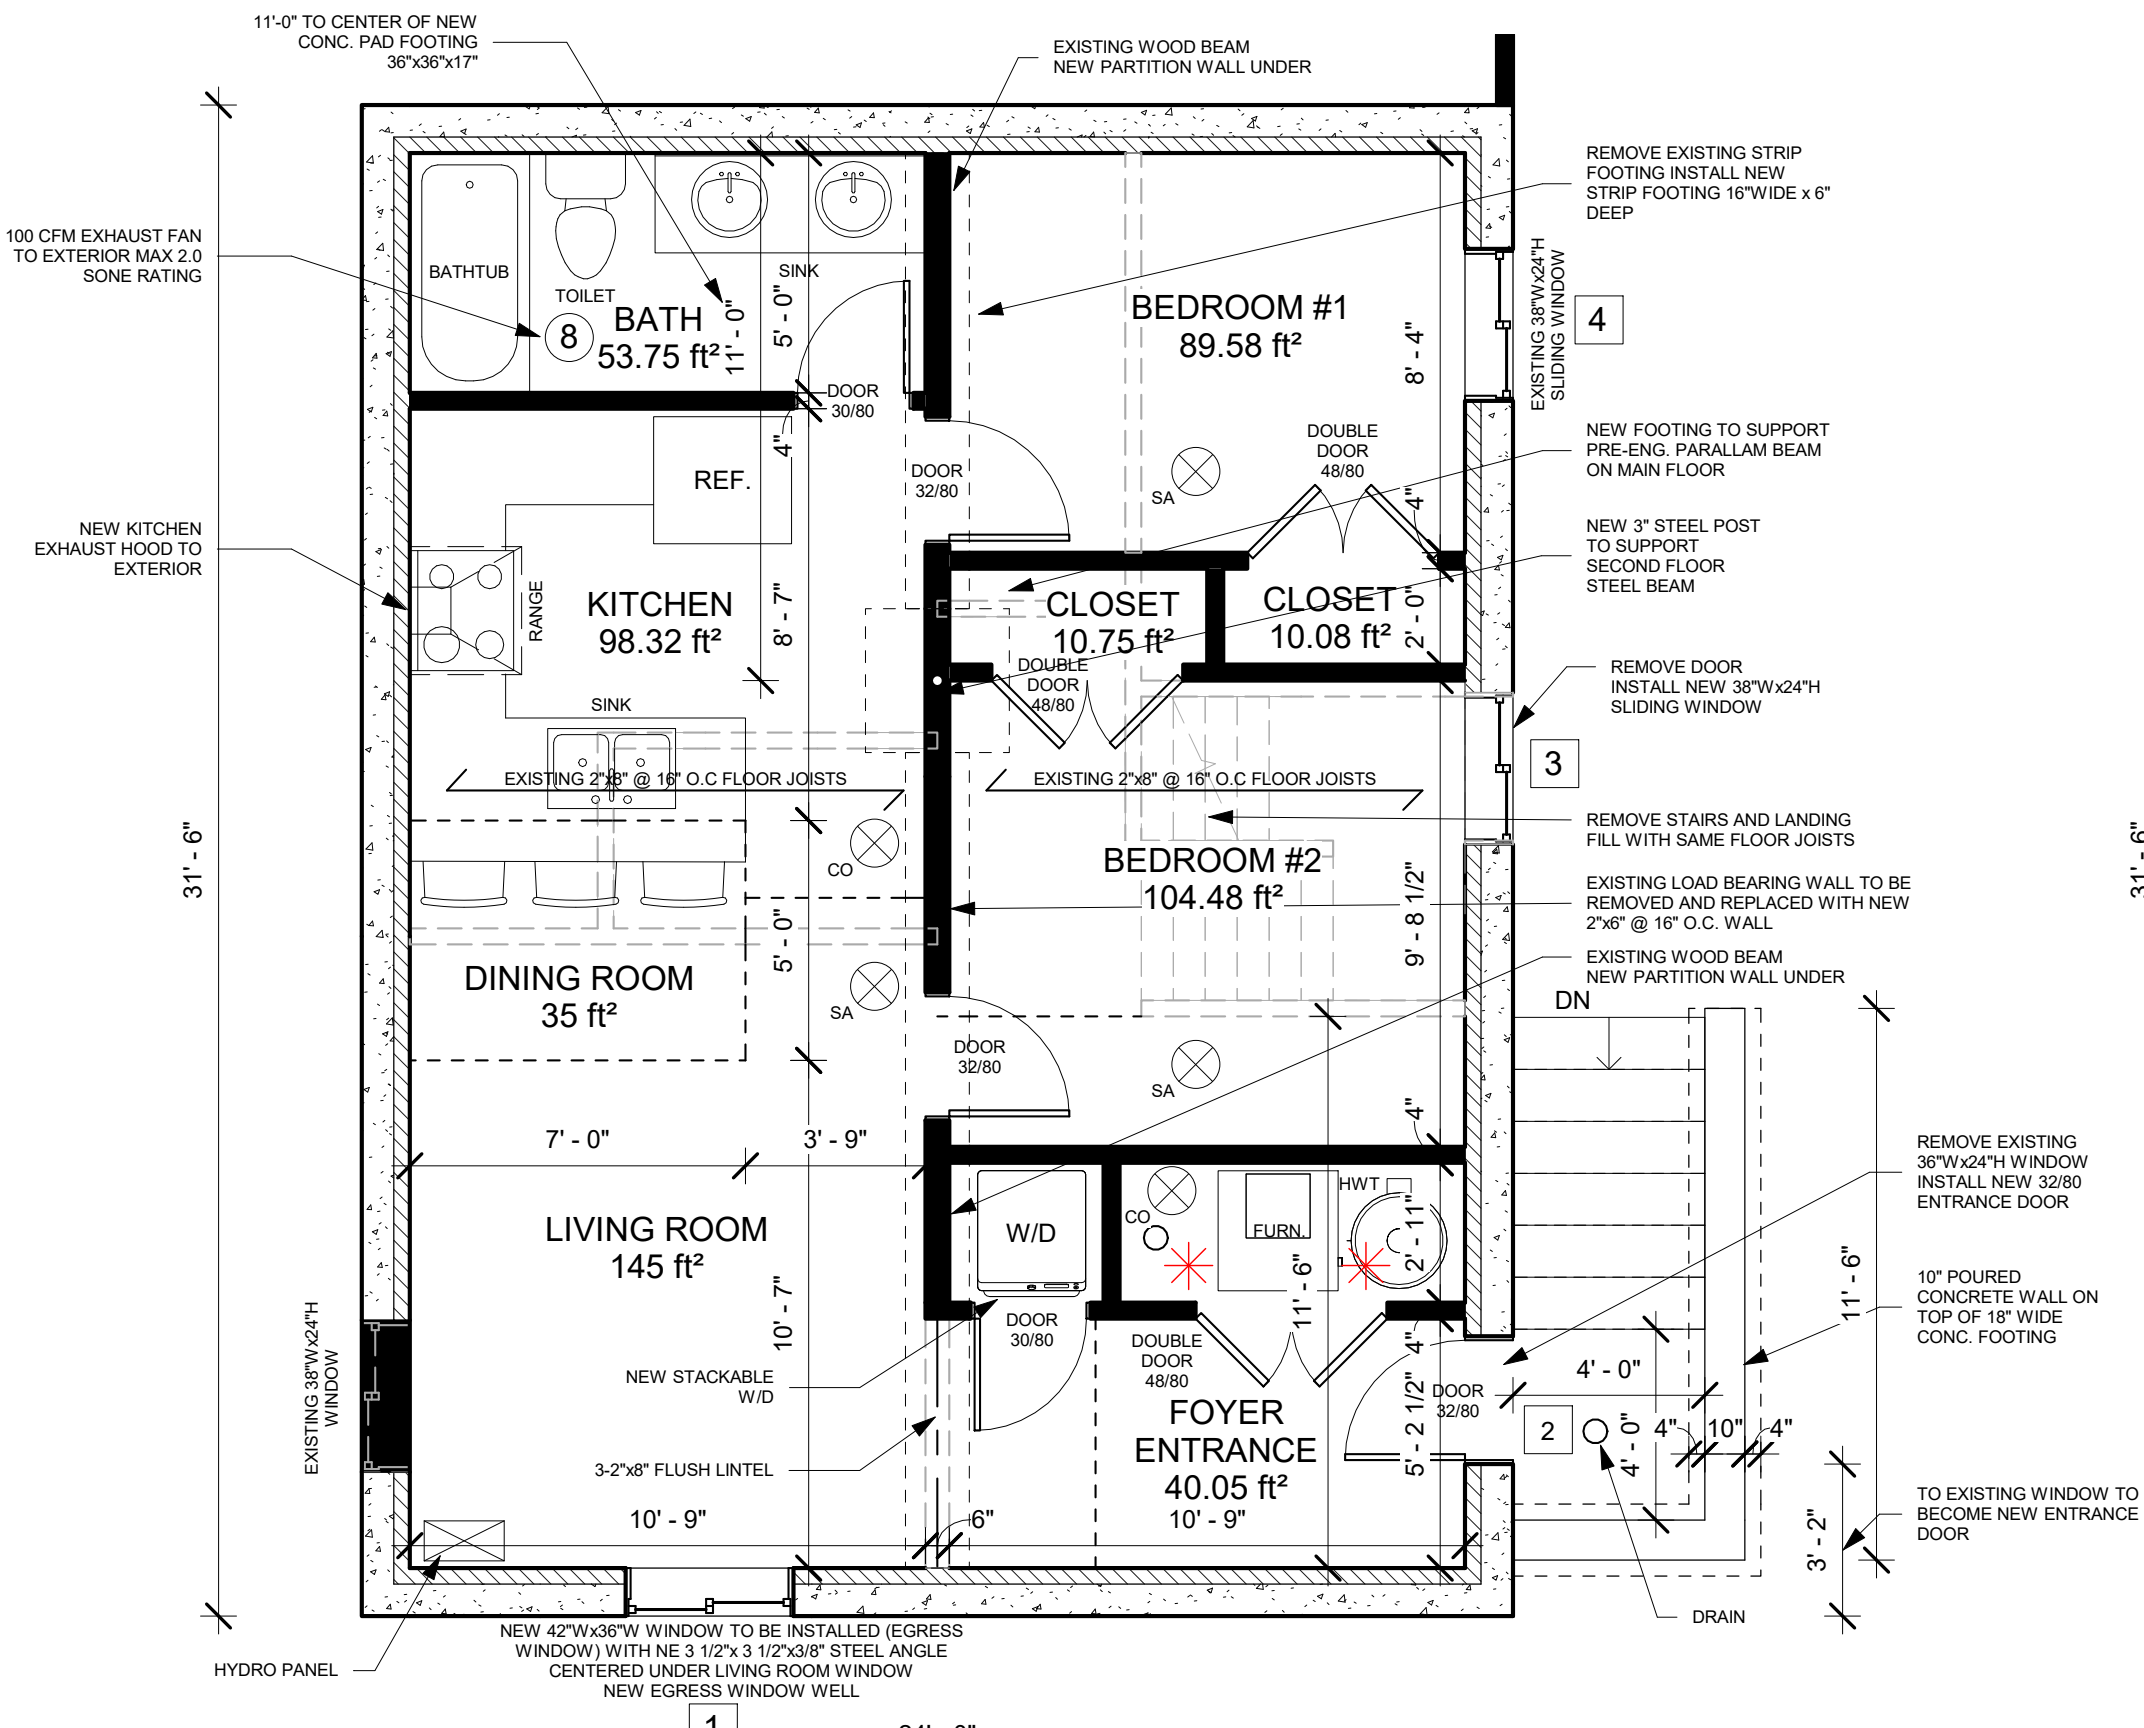 11'-0" TO CENTER OF NEW
CONC. PAD FOOTING
36"x36"x17"
EXISTING WOOD BEAM
NEW PARTITION WALL UNDER
REMOVE EXISTING STRIP
FOOTING INSTALL NEW
STRIP FOOTING 16"WIDE x 6"
DEEP
100 CFM EXHAUST FAN
TO EXTERIOR MAX 2.0
SONE RATING
BATHTUB
TOILET
SINK
8
BATH
53.75 ft²
11' - 0"
5' - 0"
DOOR
30/80
4"
BEDROOM #1
89.58 ft²
8' - 4"
EXISTING 38"Wx24"H
SLIDING WINDOW
4
REF.
DOOR
32/80
SA
DOUBLE
DOOR
48/80
4"
NEW FOOTING TO SUPPORT
PRE-ENG. PARALLAM BEAM
ON MAIN FLOOR
NEW KITCHEN
EXHAUST HOOD TO
EXTERIOR
RANGE
KITCHEN
98.32 ft²
8' - 7"
CLOSET
10.75 ft²
CLOSET
10.08 ft²
2' - 0"
NEW 3" STEEL POST
TO SUPPORT
SECOND FLOOR
STEEL BEAM
DOUBLE
DOOR
48/80
REMOVE DOOR
INSTALL NEW 38"Wx24"H
SLIDING WINDOW
3
SINK
EXISTING 2"x8" @ 16" O.C FLOOR JOISTS
EXISTING 2"x8" @ 16" O.C FLOOR JOISTS
31' - 6"
31' - 6"
CO
BEDROOM #2
104.48 ft²
9' - 8 1/2"
REMOVE STAIRS AND LANDING
FILL WITH SAME FLOOR JOISTS
EXISTING LOAD BEARING WALL TO BE
REMOVED AND REPLACED WITH NEW
2"x6" @ 16" O.C. WALL
EXISTING WOOD BEAM
NEW PARTITION WALL UNDER
5' - 0"
DINING ROOM
35 ft²
SA
DN
DOOR
32/80
SA
4"
7' - 0"
3' - 9"
REMOVE EXISTING
36"Wx24"H WINDOW
INSTALL NEW 32/80
ENTRANCE DOOR
LIVING ROOM
145 ft²
10' - 7"
W/D
CO
FURN.
HWT
2' - 11"
11' - 6"
11' - 6"
10" POURED
CONCRETE WALL ON
TOP OF 18" WIDE
CONC. FOOTING
EXISTING 38"Wx24"H
WINDOW
DOOR
30/80
DOUBLE
DOOR
48/80
4"
NEW STACKABLE
W/D
3-2"x8" FLUSH LINTEL
FOYER
ENTRANCE
40.05 ft²
5' - 2 1/2"
DOOR
32/80
4' - 0"
2
4' - 0"
4"
10"
4"
10' - 9"
6"
10' - 9"
3' - 2"
TO EXISTING WINDOW TO
BECOME NEW ENTRANCE
DOOR
DRAIN
HYDRO PANEL
NEW 42"Wx36"W WINDOW TO BE INSTALLED (EGRESS
WINDOW) WITH NE 3 1/2"x 3 1/2"x3/8" STEEL ANGLE
CENTERED UNDER LIVING ROOM WINDOW
NEW EGRESS WINDOW WELL
1